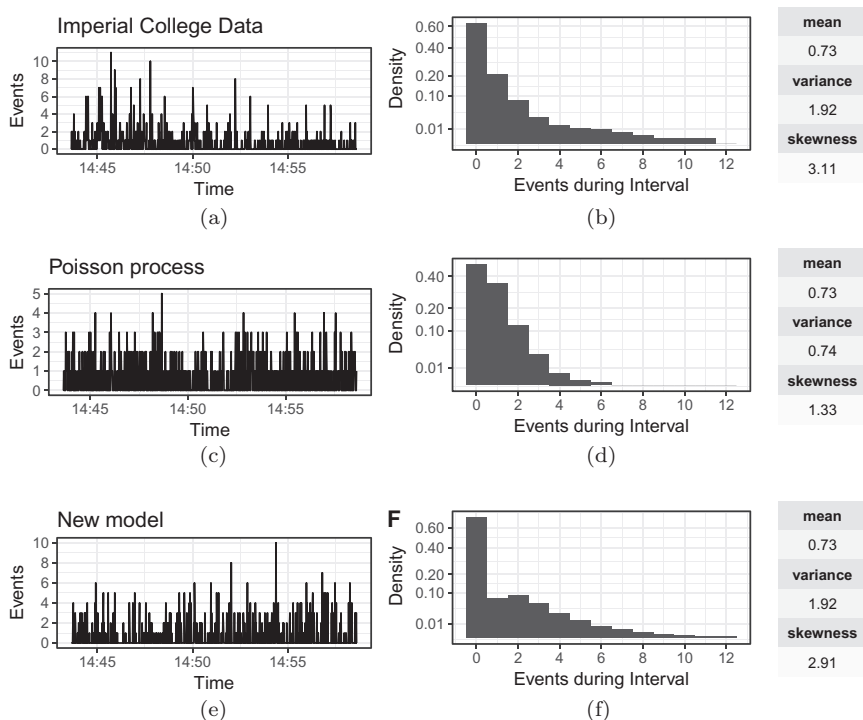 Imperial College Data
Events
10
8
6
4
2
0
14:45 14:50 14:55
Time
(a)
Density
0.60
0.40
0.20
0.10
0.01
0 2 4 6 8 10 12
Events during Interval
(b)
mean
0.73
variance
1.92
skewness
3.11
Poisson process
Events
5
4
3
2
1
0
14:45 14:50 14:55
Time
(c)
Density
0.40
0.20
0.10
0.01
0 2 4 6 8 10 12
Events during Interval
(d)
mean
0.73
variance
0.74
skewness
1.33
New model
Events
10
8
6
4
2
0
14:45 14:50 14:55
Time
(e)
F
Density
0.60
0.40
0.20
0.10
0.01
0 2 4 6 8 10 12
Events during Interval
(f)
mean
0.73
variance
1.92
skewness
2.91